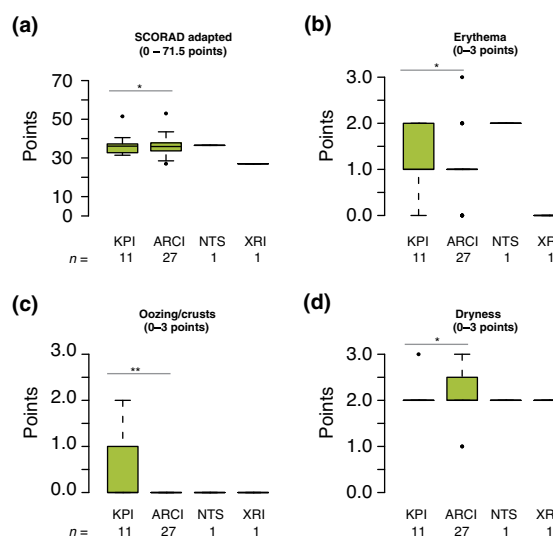 (a)
SCORAD adapted
(0 – 71.5 points)
*
70
50
30
10
0
Points
KPI ARCI NTS XRI
n = 11 27 1 1
(b)
Erythema
(0–3 points)
*
3.0
2.0
1.0
0.0
Points
KPI ARCI NTS XRI
11 27 1 1
(c)
Oozing/crusts
(0–3 points)
**
3.0
2.0
1.0
0.0
Points
KPI ARCI NTS XRI
n = 11 27 1 1
(d)
Dryness
(0–3 points)
*
3.0
2.0
1.0
0.0
Points
KPI ARCI NTS XRI
11 27 1 1